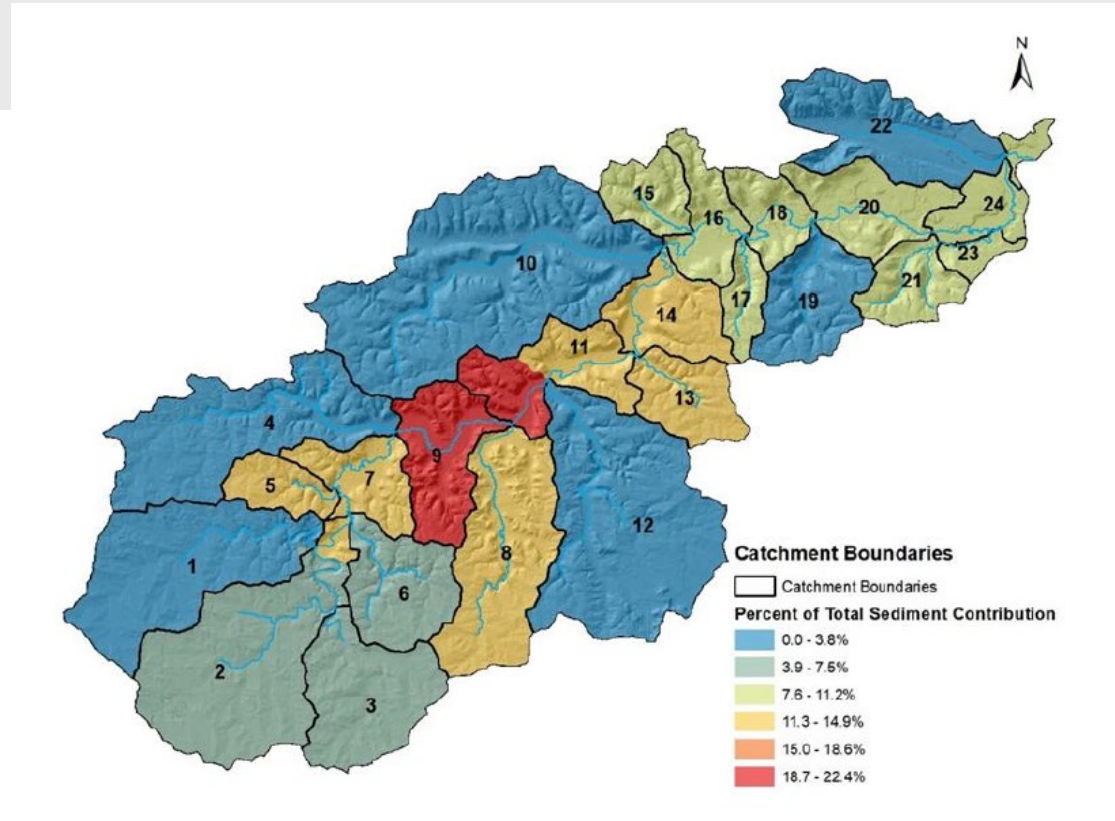 N
22
15
16
18
20
24
23
10
21
17
19
14
11
13
4
9
7
5
12
8
1
6
2
3
Catchment Boundaries
Catchment Boundaries
Percent of Total Sediment Contribution
0.0 - 3.8%
3.9 - 7.5%
7.6 - 11.2%
11.3 - 14.9%
15.0 - 18.6%
18.7 - 22.4%